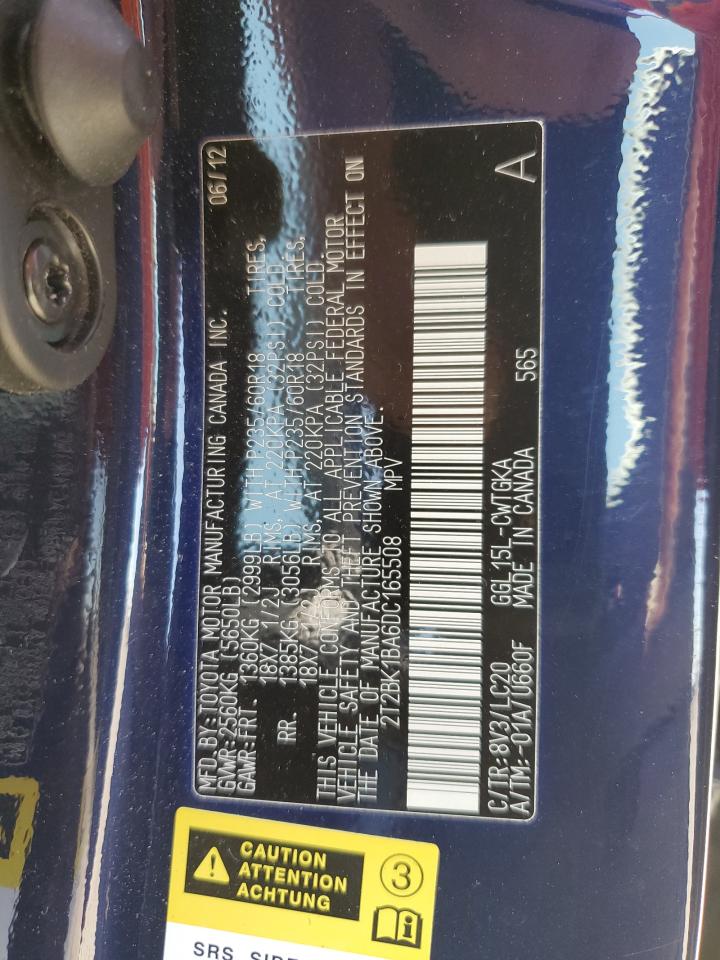 MFD. BY: TOYOTA MOTOR MANUFACTURING CANADA INC. 06/12
GVWR: 2560KG (5650LB)
GAWR: FRT. 1360KG (2999LB) WITH P235/60R18 TIRES,
18X7 1/2J RIMS, AT 220KPA (32PSI) COLD
RR. 1385KG (3056LB) WITH P235/60R18 TIRES,
18X7 1/2J RIMS, AT 220KPA (32PSI) COLD.
THIS VEHICLE CONFORMS TO ALL APPLICABLE FEDERAL MOTOR
VEHICLE SAFETY AND THEFT PREVENTION STANDARDS IN EFFECT ON
THE DATE OF MANUFACTURE SHOWN ABOVE.
2T2BK1BA6DC165508 MPV
C/TR: 8V3/LC20 GGL15L-CWTGKA
A/TM: -01A/U660F MADE IN CANADA 565
A
CAUTION
ATTENTION
ACHTUNG
3
SRS